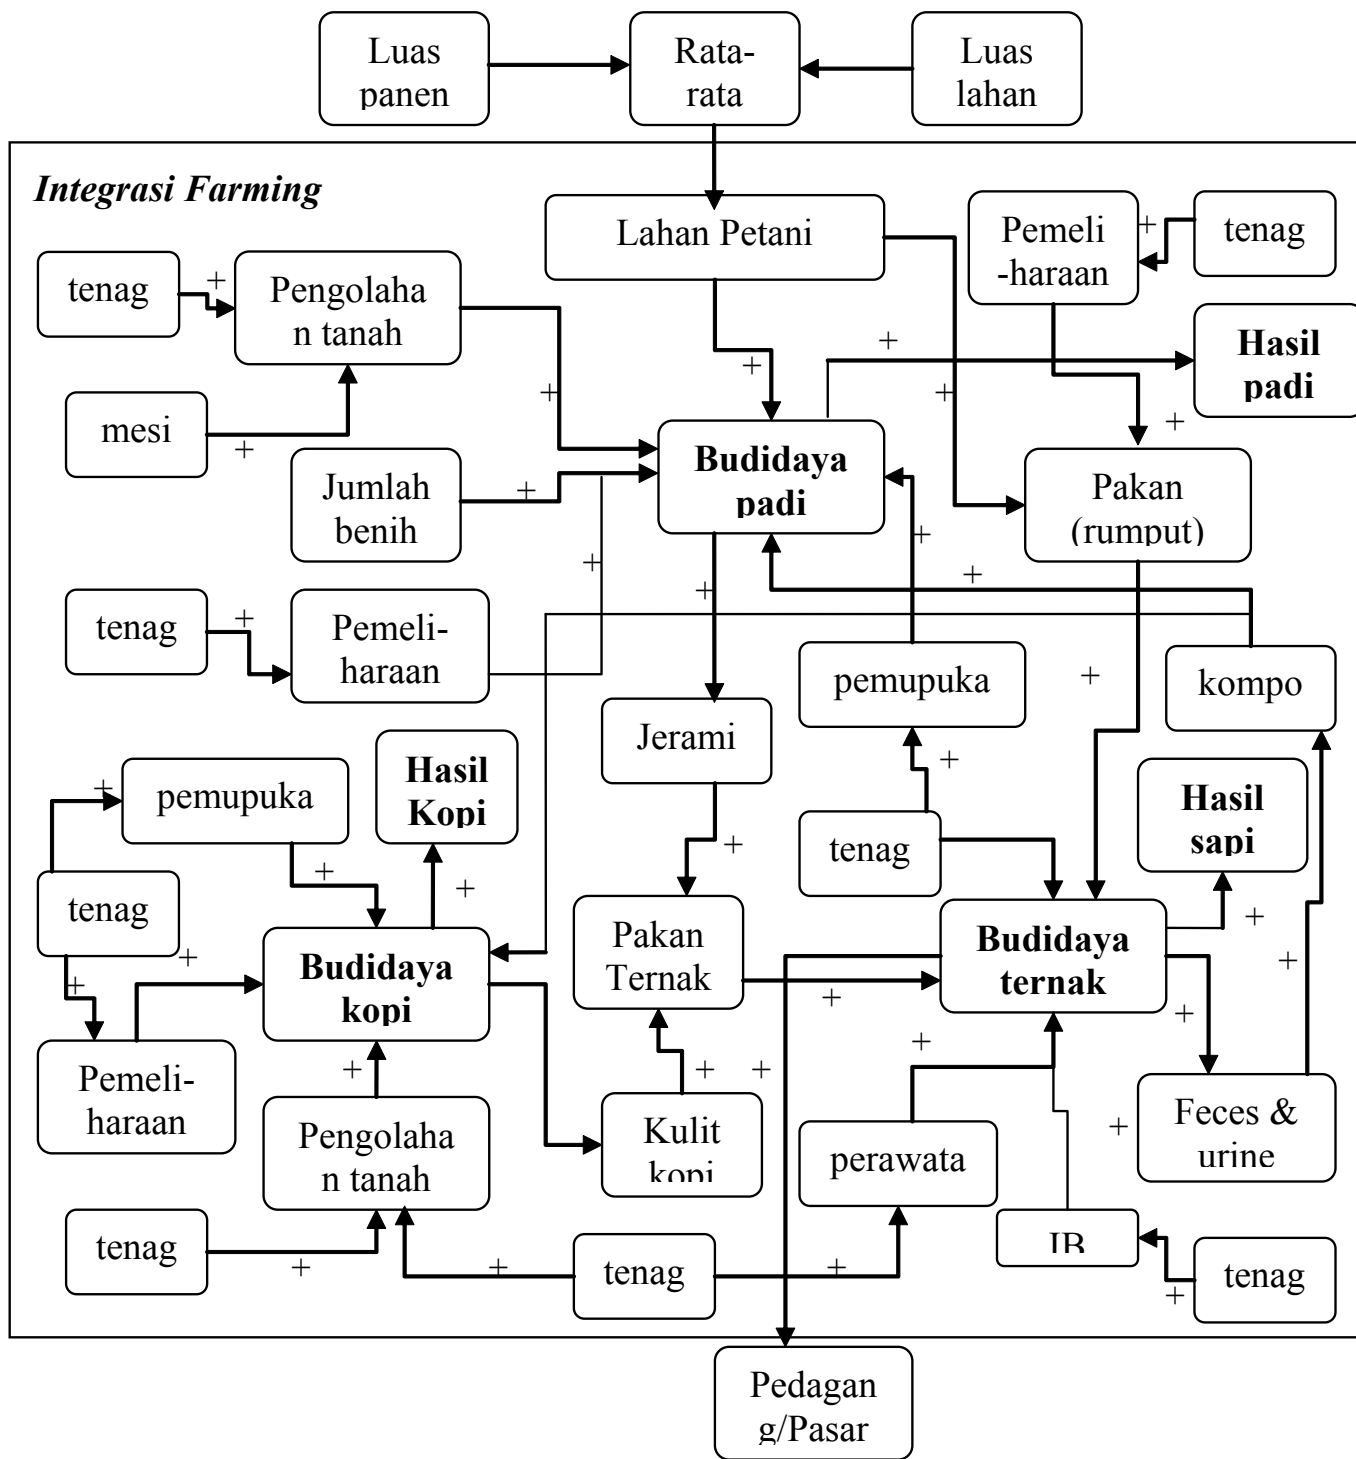 Luas
panen
Rata-
rata
Luas
lahan
Integrasi Farming
Lahan Petani
Pemeli
-haraan
tenag
tenag
Pengolaha
n tanah
+
+
Hasil
padi
+
+
mesi
+
+
+
+
Budidaya
padi
Pakan
(rumput)
Jumlah
benih
+
+
+
+
+
tenag
+
Pemeli-
haraan
pemupuka
+
kompo
Jerami
Hasil
Kopi
+
Hasil
sapi
+
pemupuka
+
tenag
+
+
tenag
Pakan
Ternak
Budidaya
ternak
+
+
Budidaya
kopi
+
+
+
+
+
+
+
+
+
Pemeli-
haraan
Pengolaha
n tanah
Kulit
kopi
perawata
+
Feces &
urine
tenag
+
+
tenag
+
IB
+
tenag
Pedagan
g/Pasar